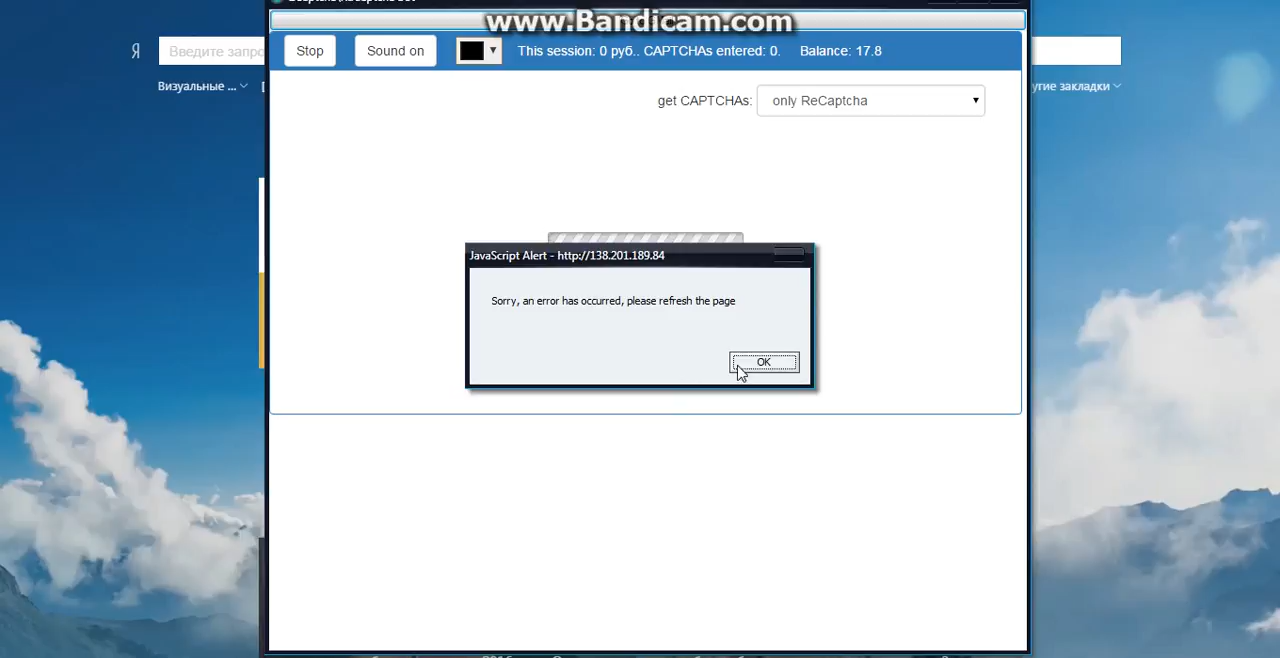 www.Bandicam.com
Stop
Sound on
This session: 0 руб.. CAPTCHAs entered: 0.
Balance: 17.8
Я
Введите запро
Визуальные ...
угие закладки
get CAPTCHAs:
only ReCaptcha
JavaScript Alert - http://138.201.189.84
Sorry, an error has occurred, please refresh the page
OK